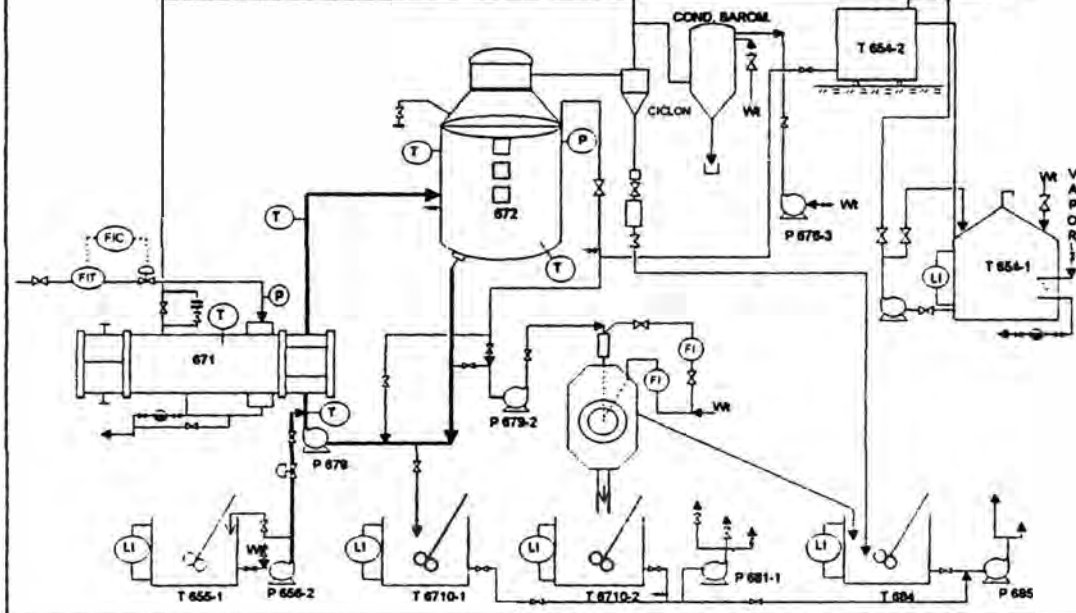 COND. BAROM.
T 654-2
Wt
CICLON
T
P
672
T
T
P 676-3
Wt
Wt
VAPOR
LI
T 654-1
FIC
FIT
P
T
671
T
P 679
P 679-2
FI
FI
Wt
LI
Wt
T 655-1
P 656-2
LI
T 6710-1
LI
T 6710-2
P 681-1
LI
T 684
P 685